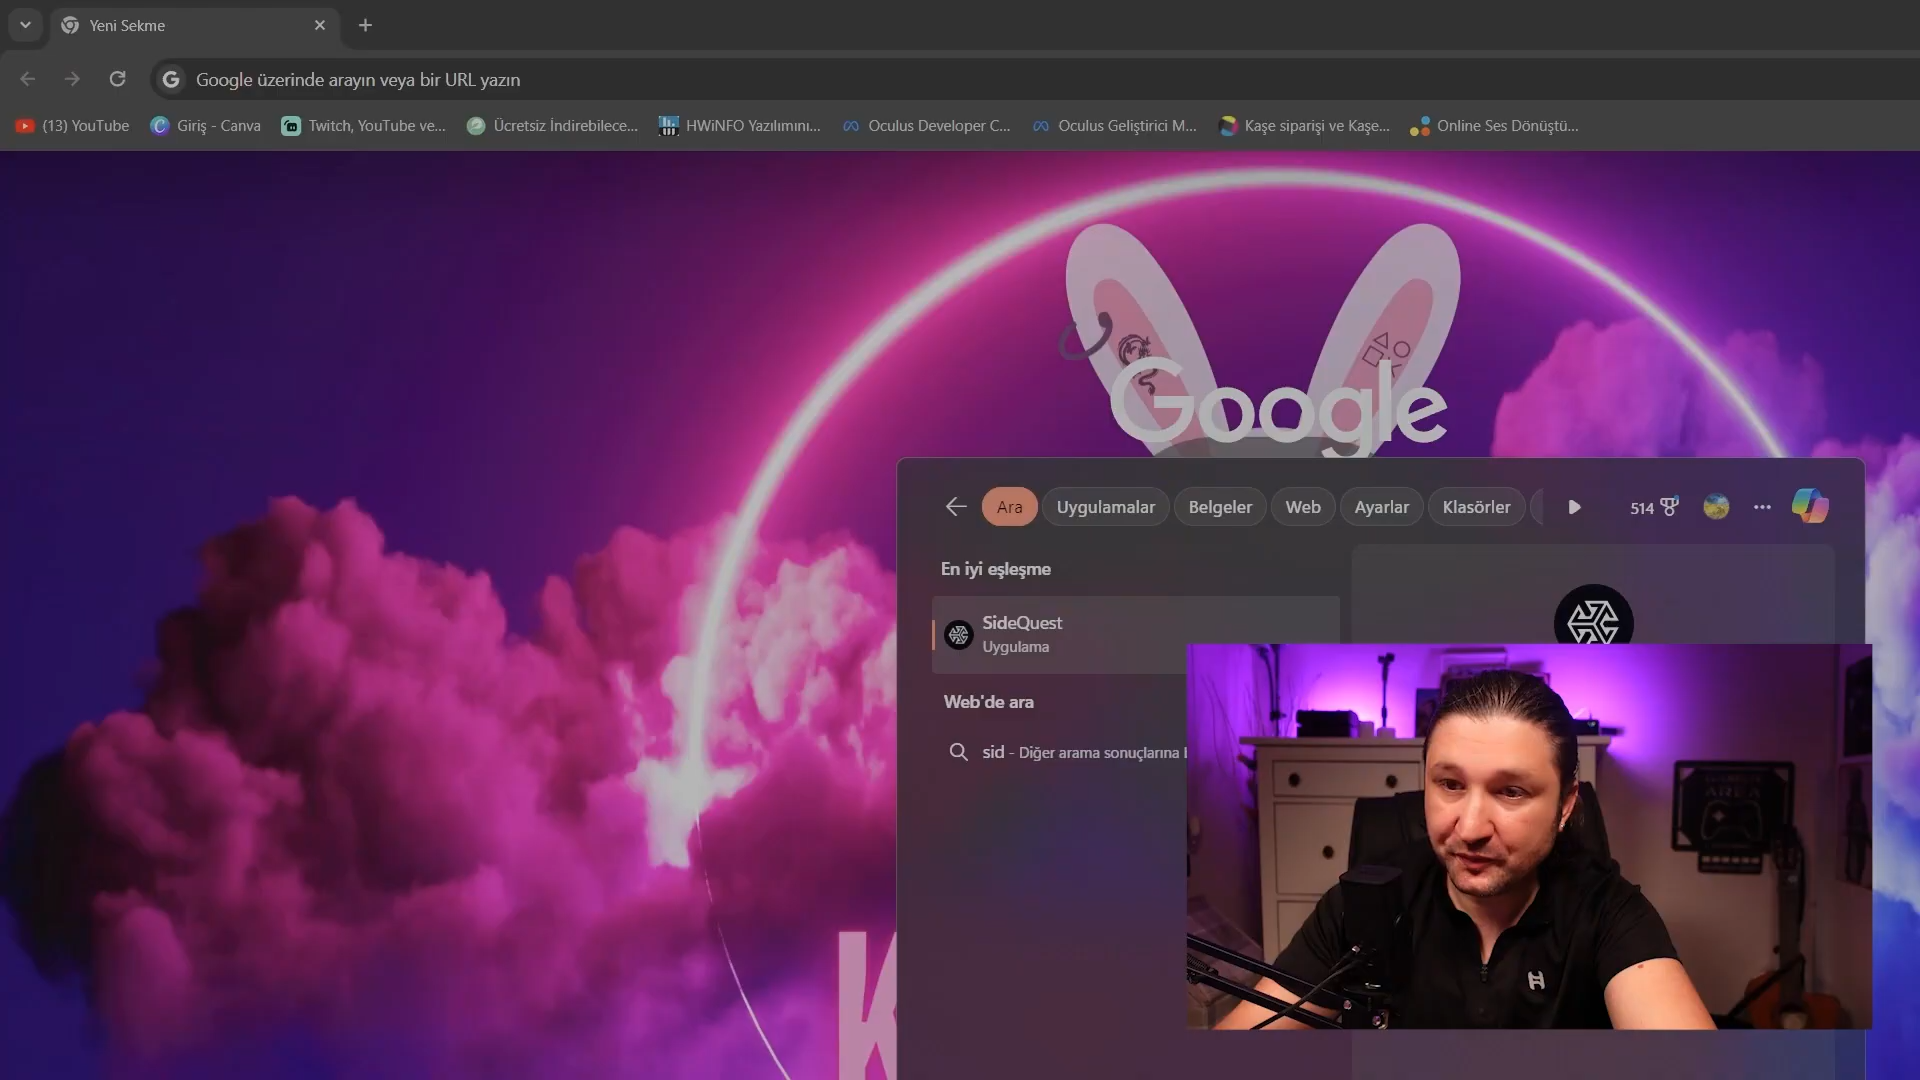 Yeni Sekme
Google üzerinde arayın veya bir URL yazın
(13) YouTube
Giriş - Canva
Twitch, YouTube ve...
Ücretsiz İndirebilece...
HWiNFO Yazılımını...
Oculus Developer C...
Oculus Geliştirici M...
Kaşe siparişi ve Kaşe...
Online Ses Dönüştü...
Google
Ara
Uygulamalar
Belgeler
Web
Ayarlar
Klasörler
514
En iyi eşleşme
SideQuest
Uygulama
Web'de ara
sid - Diğer arama sonuçlarına
K
AREA